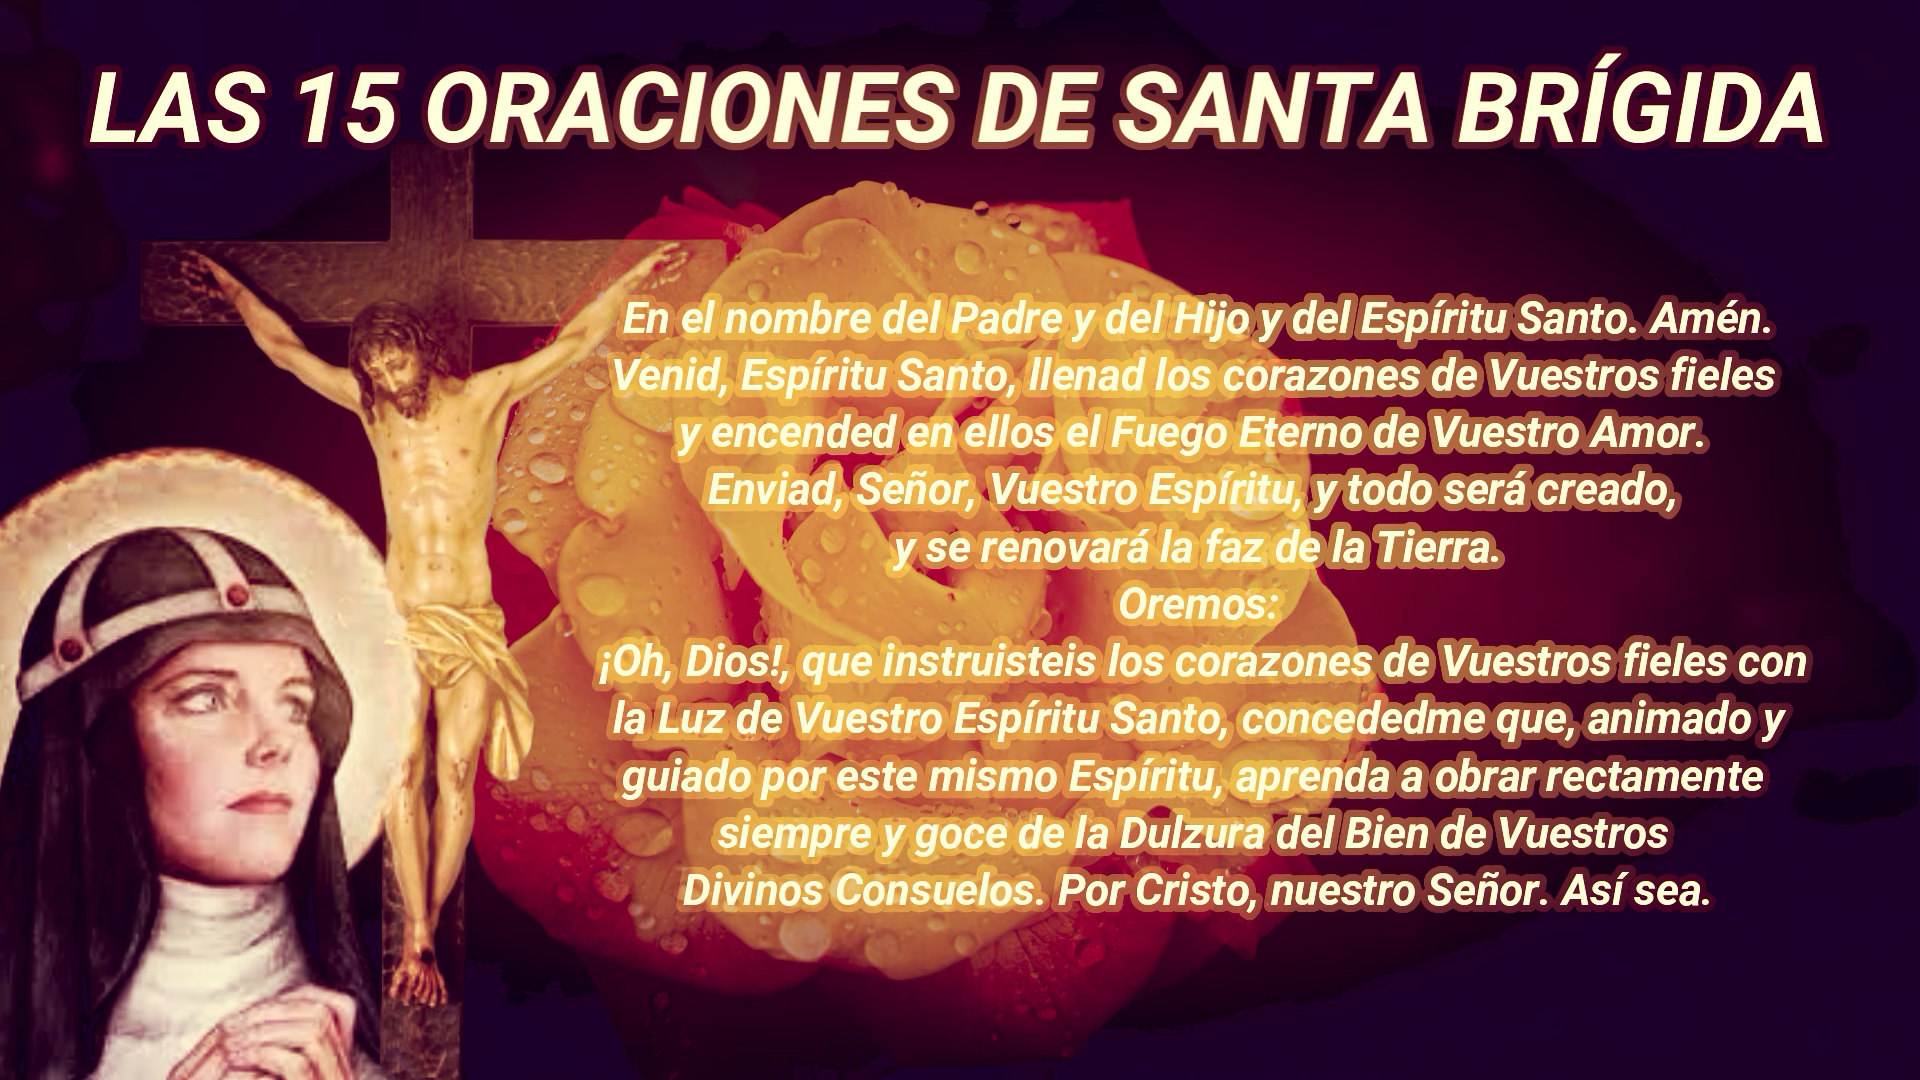 LAS 15 ORACIONES DE SANTA BRÍGIDA
En el nombre del Padre y del Hijo y del Espíritu Santo. Amén.
Venid, Espíritu Santo, llenad los corazones de Vuestros fieles
y encended en ellos el Fuego Eterno de Vuestro Amor.
Enviad, Señor, Vuestro Espíritu, y todo será creado,
y se renovará la faz de la Tierra.
Oremos:
¡Oh, Dios!, que instruisteis los corazones de Vuestros fieles con
la Luz de Vuestro Espíritu Santo, concededme que, animado y
guiado por este mismo Espíritu, aprenda a obrar rectamente
siempre y goce de la Dulzura del Bien de Vuestros
Divinos Consuelos. Por Cristo, nuestro Señor. Así sea.